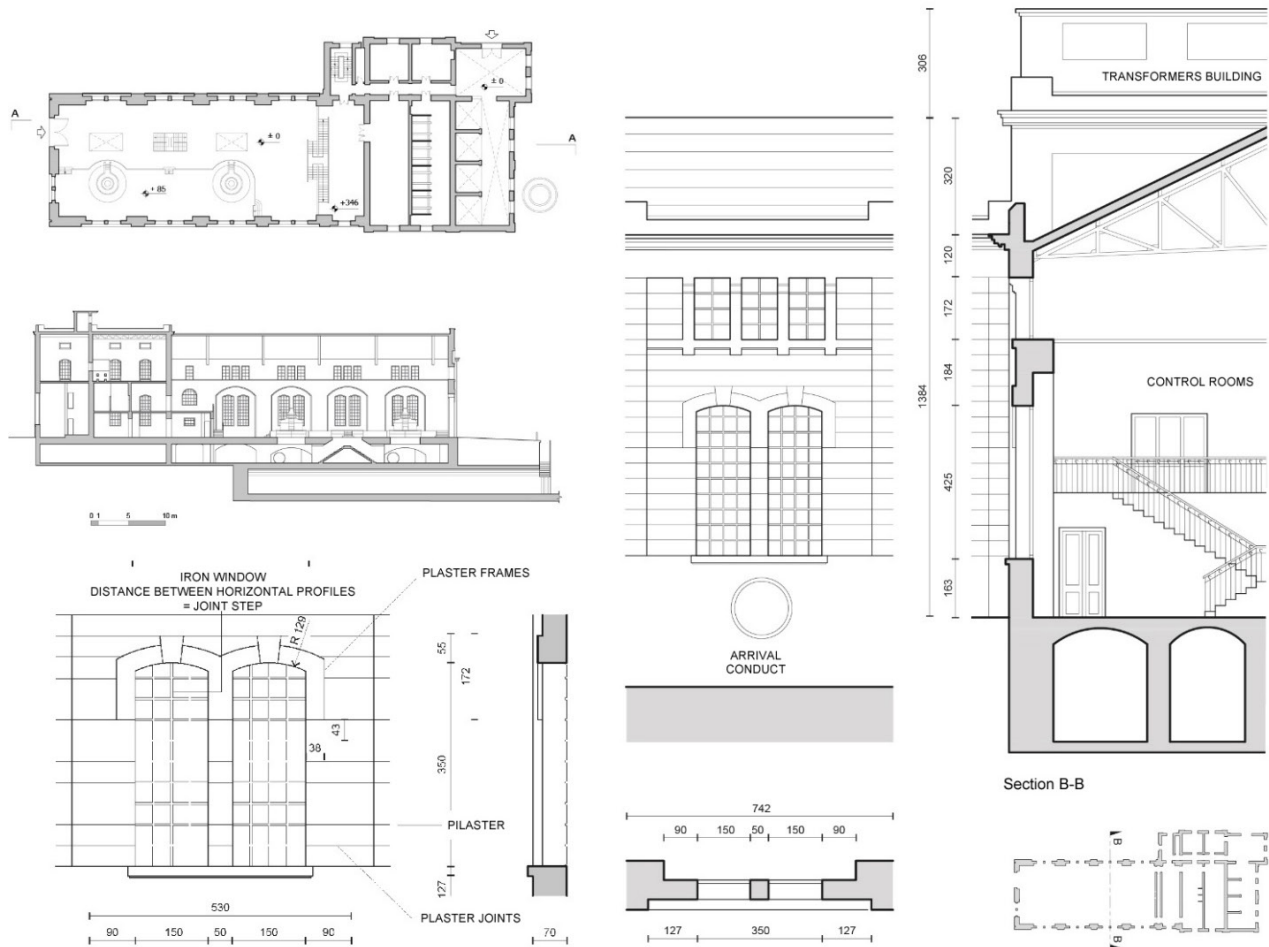 A
A
± 0
± 0
+ 85
+346
0 1 5 10 m
IRON WINDOW
DISTANCE BETWEEN HORIZONTAL PROFILES
= JOINT STEP
PLASTER FRAMES
R 129
55
172
43
38
350
PILASTER
127
PLASTER JOINTS
530
90 150 50 150 90
70
ARRIVAL
CONDUCT
742
90 150 50 150 90
127 350 127
306
TRANSFORMERS BUILDING
320
120
172
184
1384
CONTROL ROOMS
425
163
Section B-B
B
B